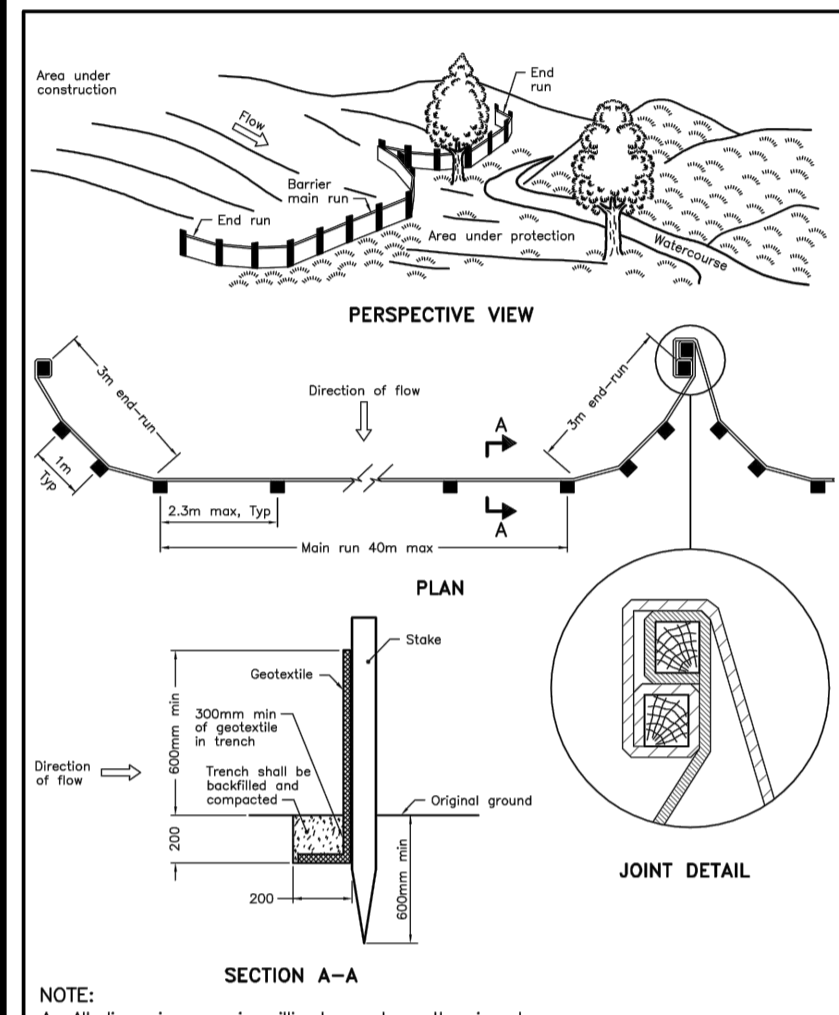 Area under
construction
End
run
Flow
Barrier
main run
End run
Area under protection
Watercourse
PERSPECTIVE VIEW
3m end-run
Direction of flow
3m end-run
A
1m
Typ
2.3m max, Typ
A
Main run 40m max
PLAN
Stake
Geotextile
600mm min
300mm min
of geotextile
in trench
Direction
of flow
Trench shall be
backfilled and
compacted
Original ground
200
200
600mm min
JOINT DETAIL
SECTION A-A
NOTE: